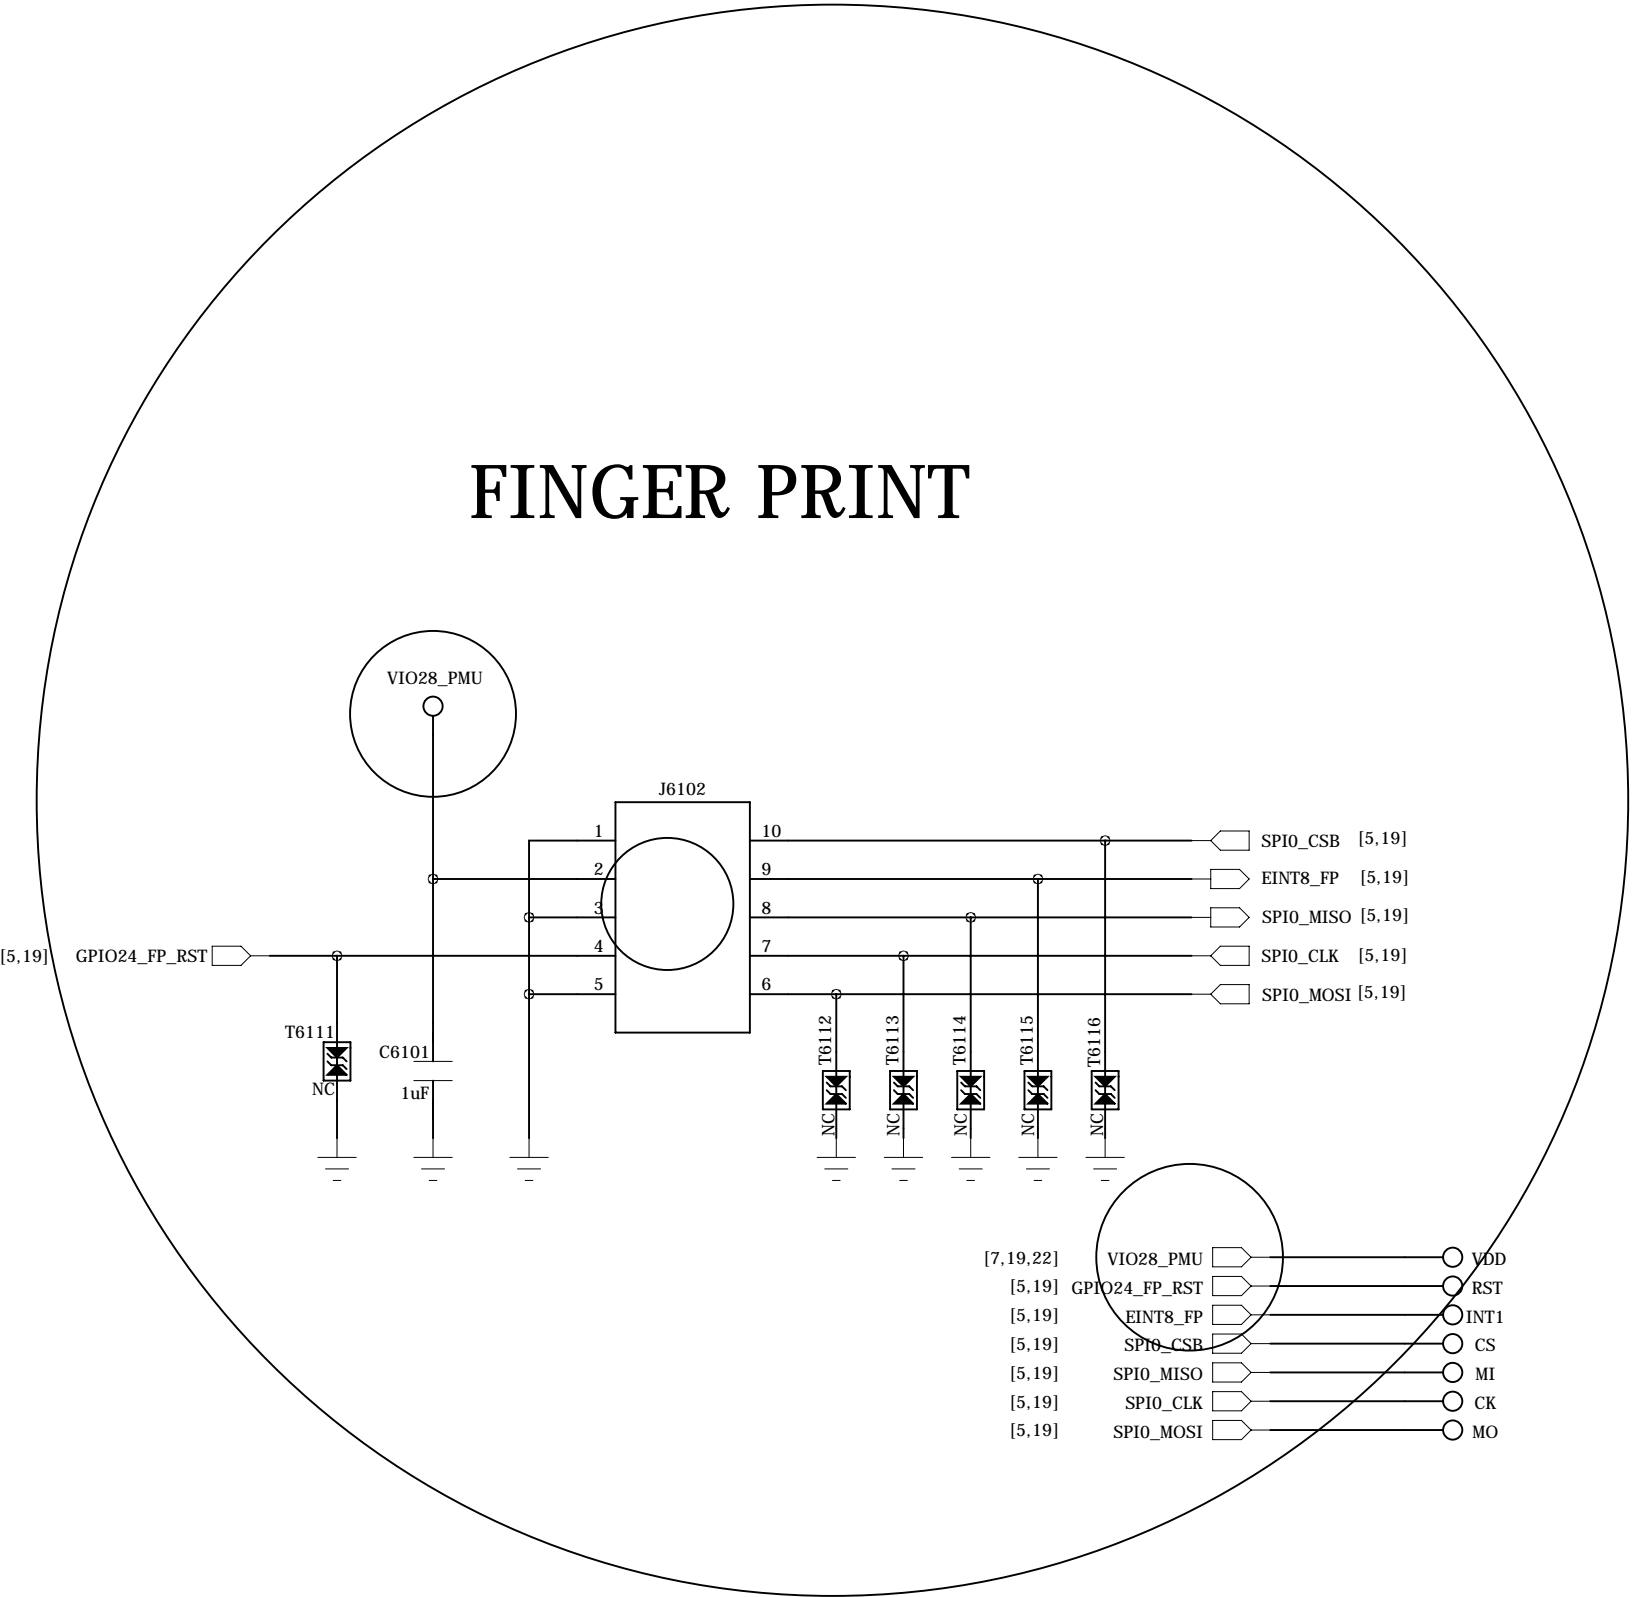 FINGER PRINT
VIO28_PMU
J6102
1 10 SPI0_CSB [5,19]
2 9 EINT8_FP [5,19]
3 8 SPI0_MISO [5,19]
[5,19] GPIO24_FP_RST 4 7 SPI0_CLK [5,19]
5 6 SPI0_MOSI [5,19]
T6111
NC
C6101
1uF
T6112
NC
T6113
NC
T6114
NC
T6115
NC
T6116
NC
[7,19,22] VIO28_PMU VDD
[5,19] GPIO24_FP_RST RST
[5,19] EINT8_FP INT1
[5,19] SPI0_CSB CS
[5,19] SPI0_MISO MI
[5,19] SPI0_CLK CK
[5,19] SPI0_MOSI MO